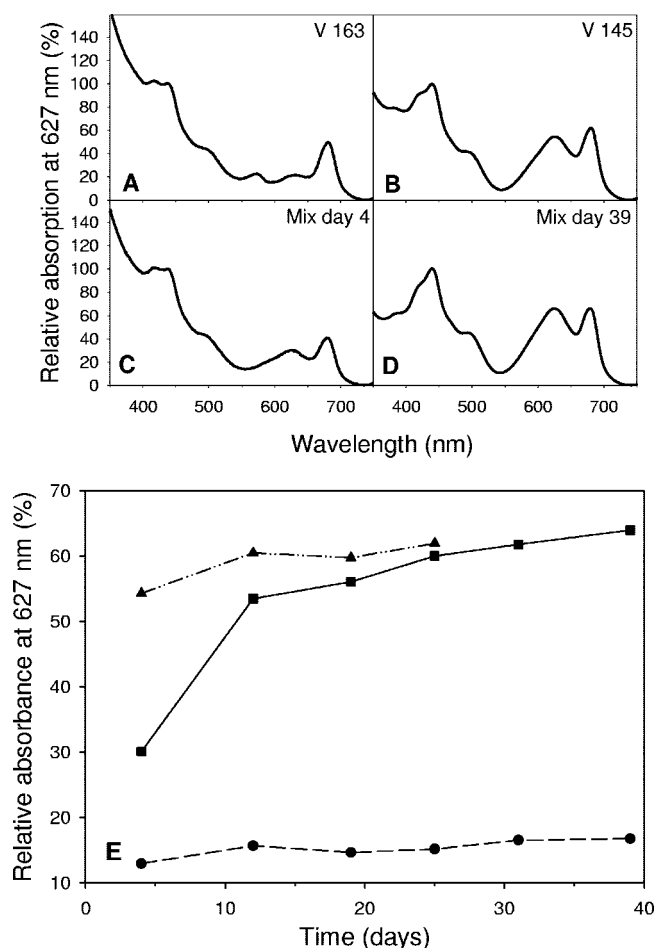 Relative absorption at 627 nm (%)
140
120
100
80
60
40
20
0
V 163
A
V 145
B
140
120
100
80
60
40
20
0
Mix day 4
C
Mix day 39
D
400 500 600 700 400 500 600 700
Wavelength (nm)
Relative absorbance at 627 nm (%)
70
60
50
40
30
20
10
E
0 10 20 30 40
Time (days)